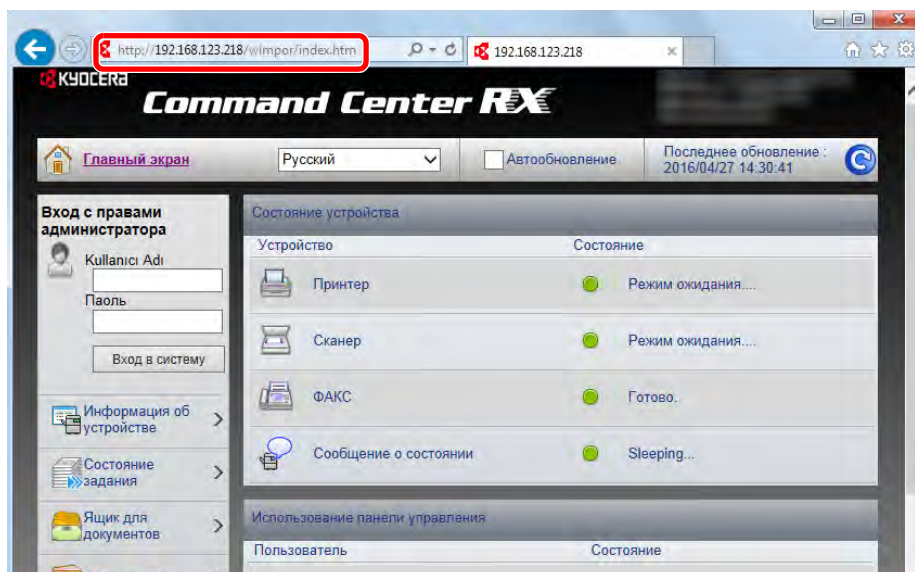 http://192.168.123.218/wlmpor/index.htm
192.168.123.218
KYOCERA
Command Center RX
Главный экран
Русский
Автообновление
Последнее обновление :
2016/04/27 14:30:41
Вход с правами
администратора
Kullanıcı Adı
Паоль
Вход в систему
Информация об
устройстве
Состояние
задания
Ящик для
документов
Состояние устройства
Устройство Состояние
Принтер Режим ожидания....
Сканер Режим ожидания....
ФАКС Готово.
Сообщение о состоянии Sleeping...
Использование панели управления
Пользователь Состояние